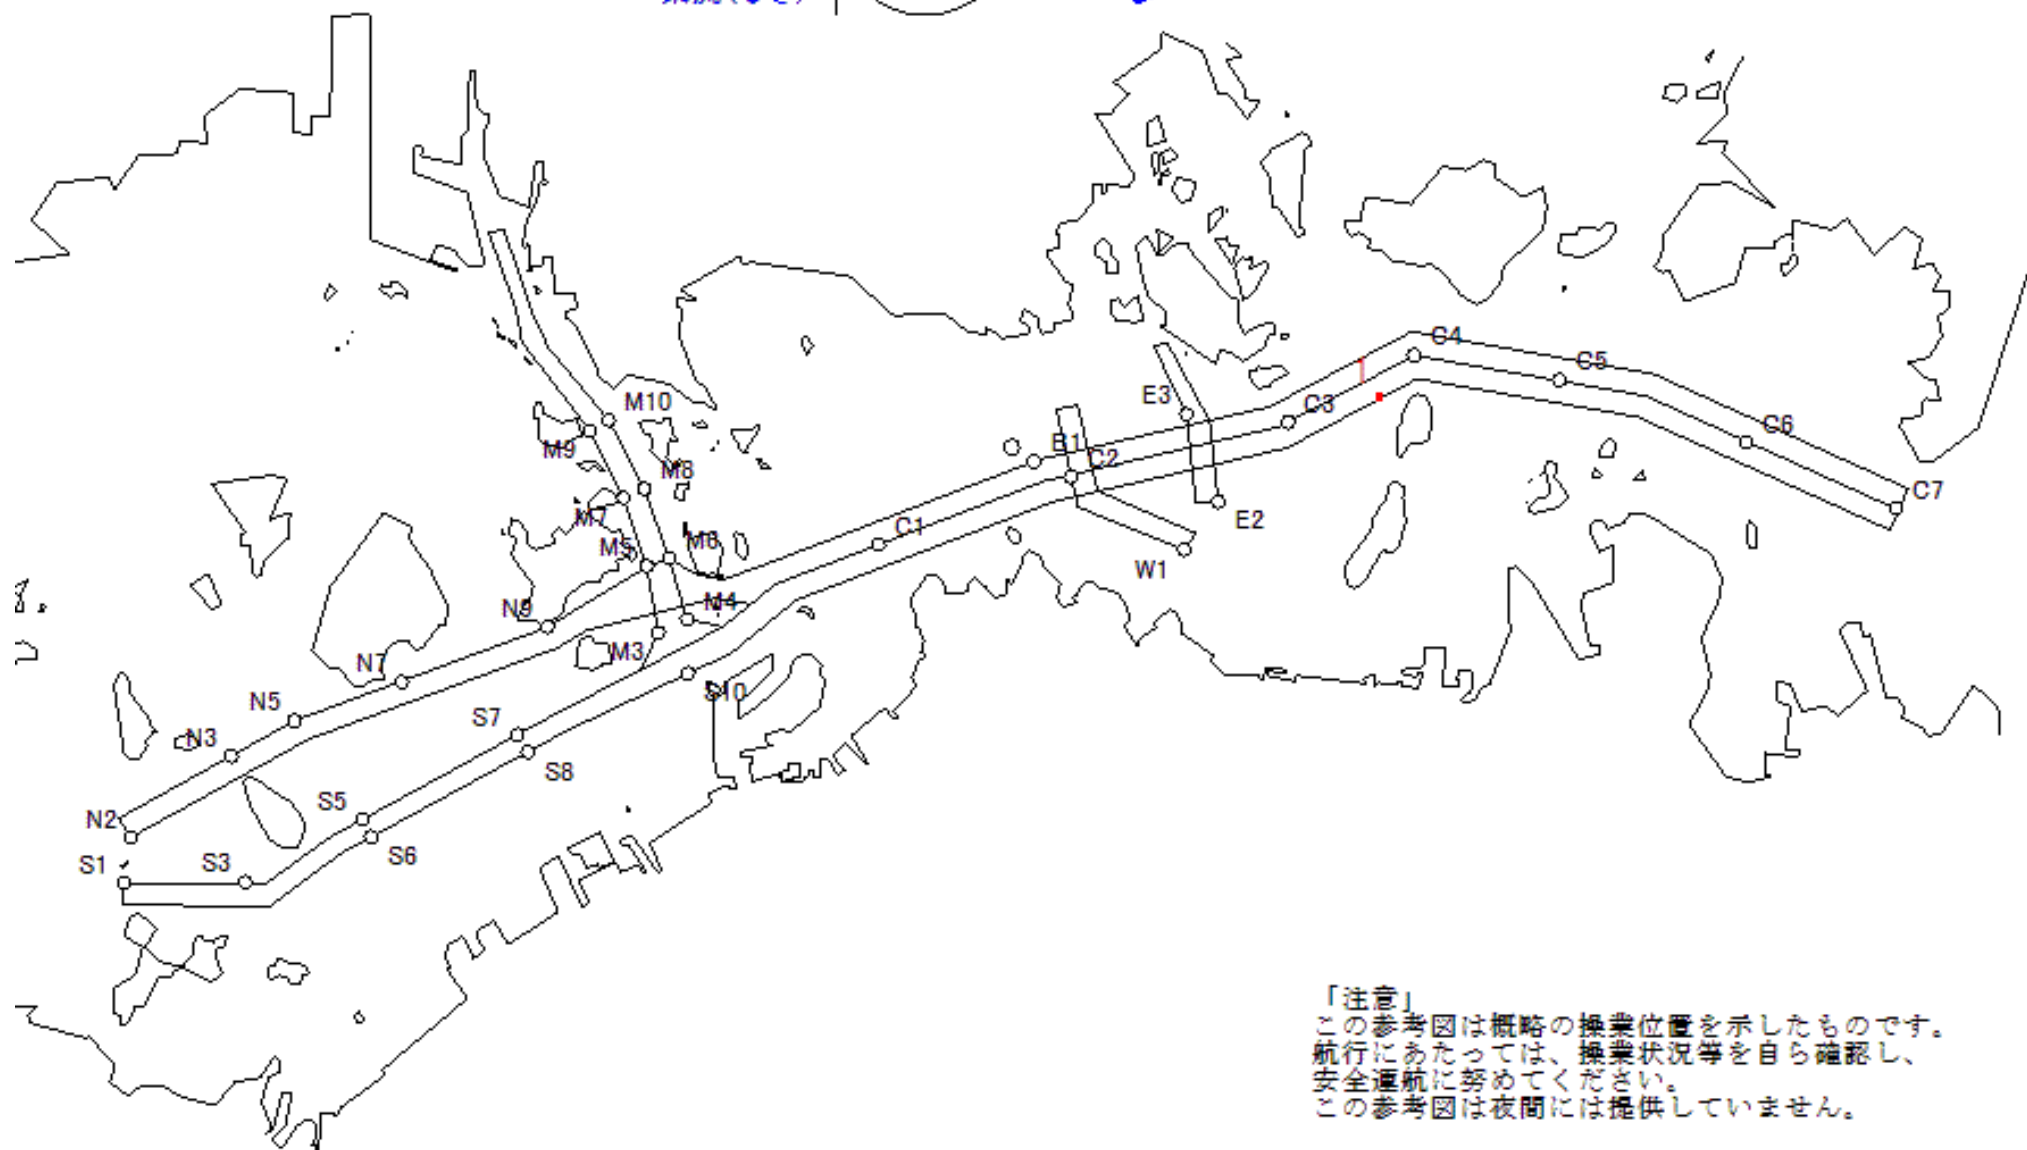 C4
C5
M10
E3
C3
C6
M9
B1
C2
M8
C7
M7
E2
C1
M5
M6
W1
N9
M4
M3
N7
S10
N5
S7
N3
S8
S5
N2
S6
S1
S3
「注意」
この参考図は概略の操業位置を示したものです。
航行にあたっては、操業状況等を自ら確認し、
安全運航に努めてください。
この参考図は夜間には提供していません。